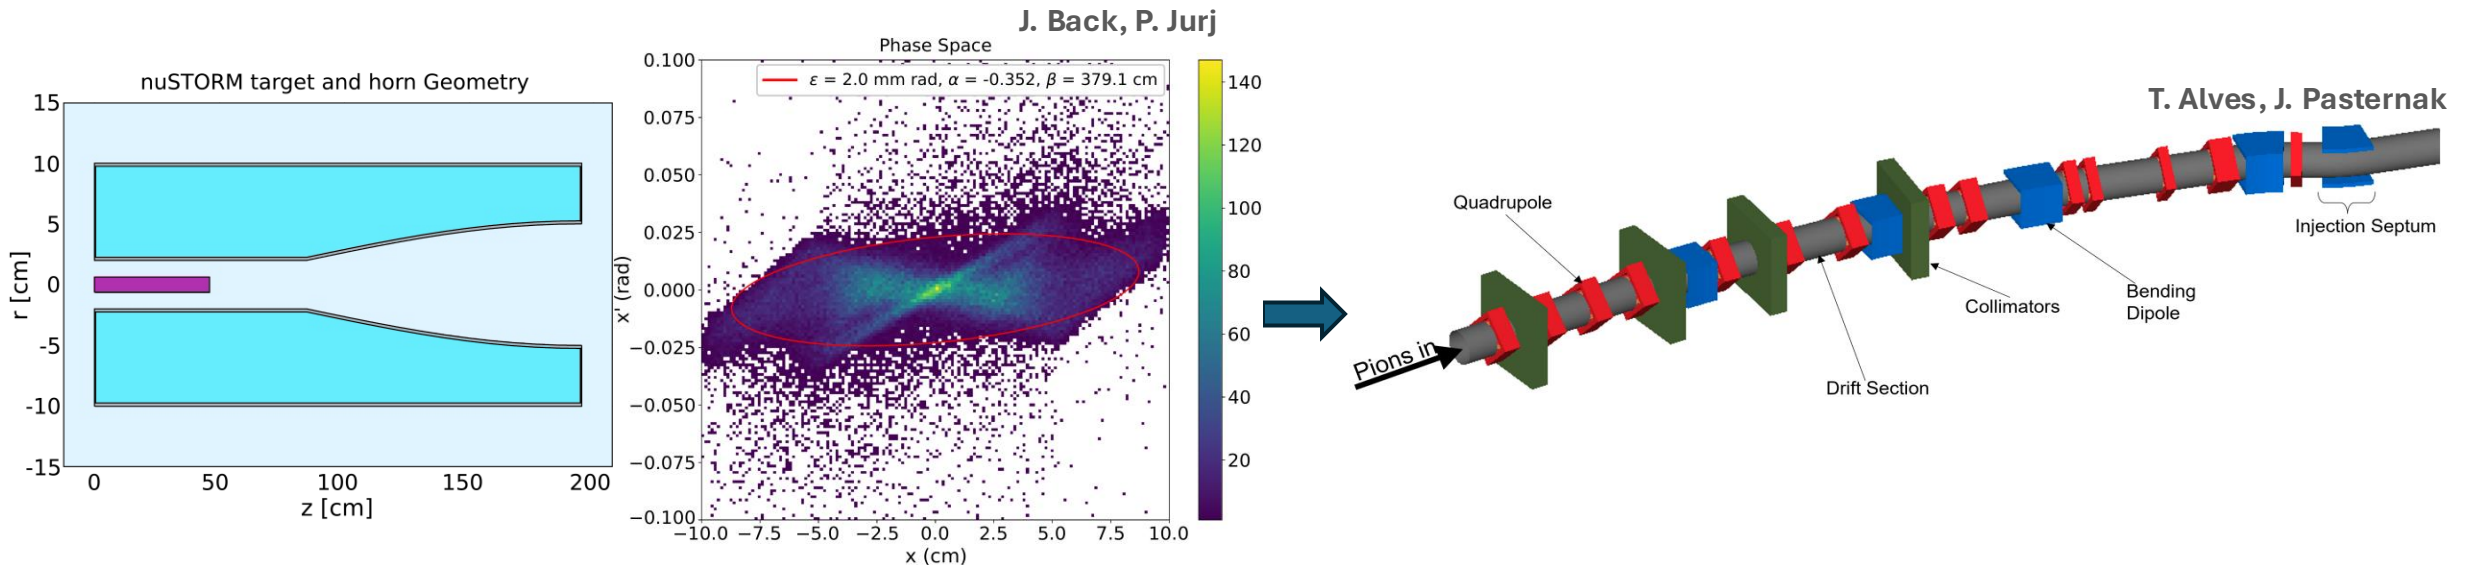 J. Back, P. Jurj
nuSTORM target and horn Geometry
15
10
5
0
-5
-10
-15
r [cm]
0
50
100
150
200
z [cm]
Phase Space
ε = 2.0 mm rad, α = -0.352, β = 379.1 cm
0.100
0.075
0.050
0.025
0.000
−0.025
−0.050
−0.075
−0.100
x' (rad)
−10.0
−7.5
−5.0
−2.5
0.0
2.5
5.0
7.5
10.0
x (cm)
140
120
100
80
60
40
20
T. Alves, J. Pasternak
Quadrupole
Injection Septum
Bending
Dipole
Collimators
Pions in
Drift Section